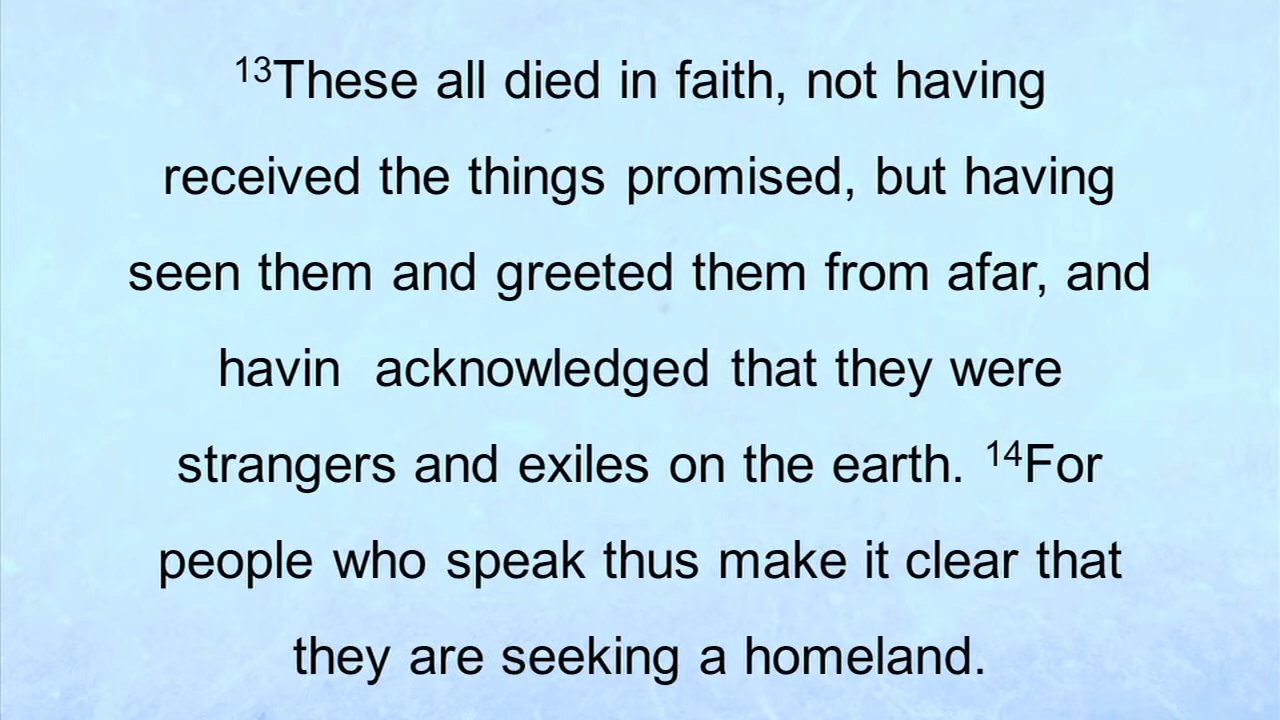 ¹³These all died in faith, not having
received the things promised, but having
seen them and greeted them from afar, and
havin  acknowledged that they were
strangers and exiles on the earth. ¹⁴For
people who speak thus make it clear that
they are seeking a homeland.